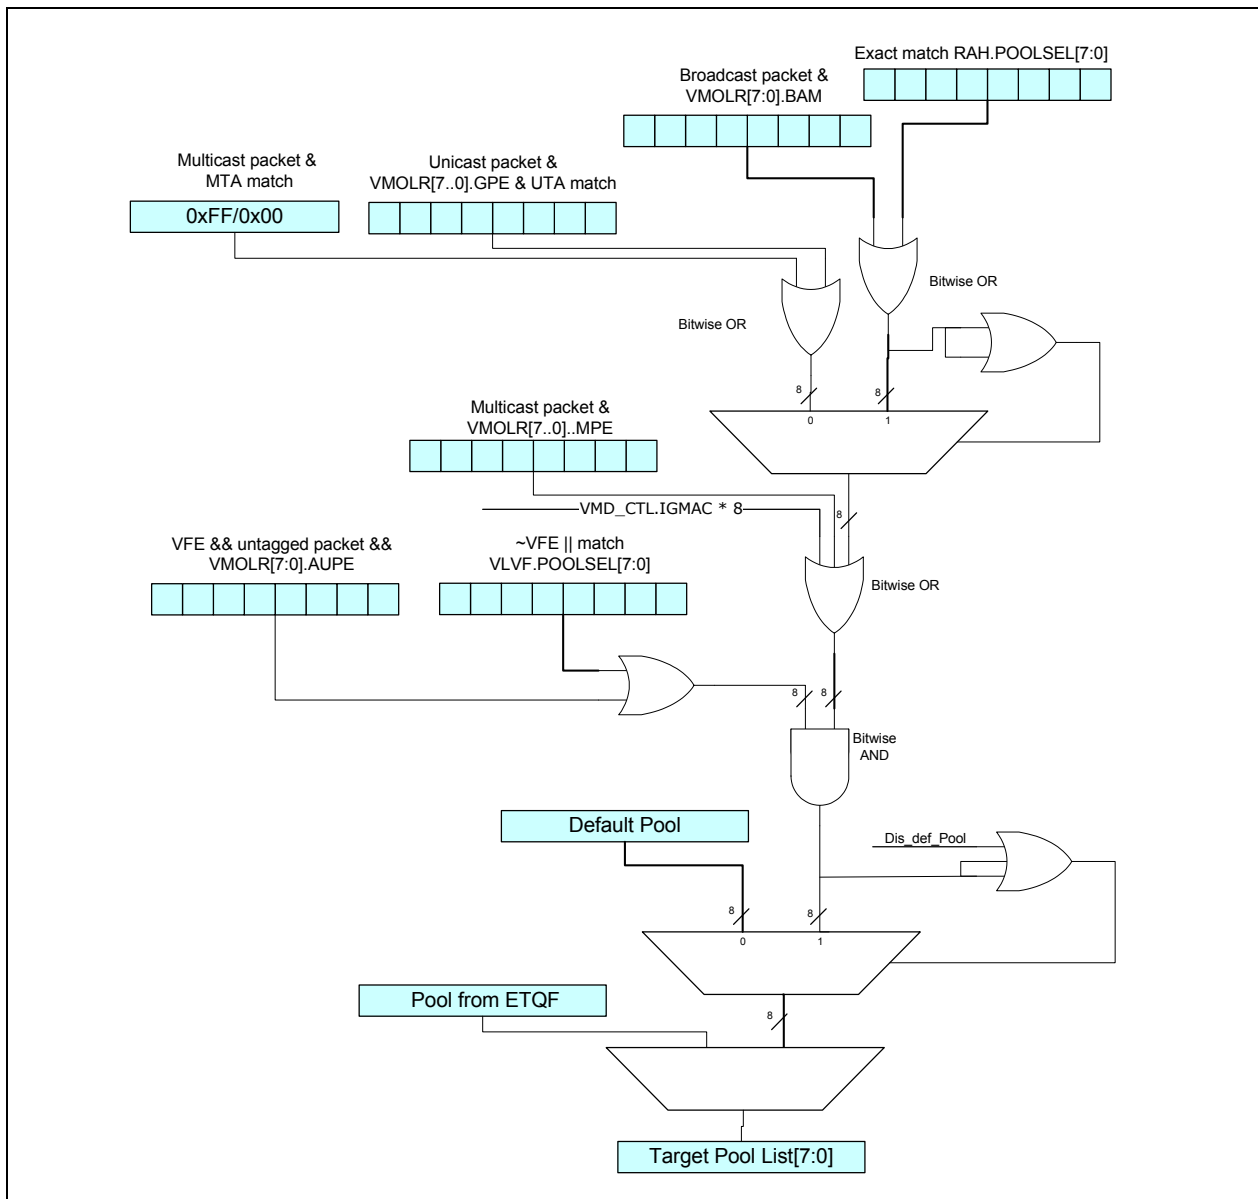 Exact match RAH.POOLSEL[7:0]
Broadcast packet &
VMOLR[7:0].BAM
Multicast packet &
MTA match
Unicast packet &
VMOLR[7..0].GPE & UTA match
0xFF/0x00
Bitwise OR
Bitwise OR
8
8
0
1
Multicast packet &
VMOLR[7..0]..MPE
VMD_CTL.IGMAC * 8
8
VFE && untagged packet &&
VMOLR[7:0].AUPE
~VFE || match
VLVF.POOLSEL[7:0]
Bitwise OR
8
8
Bitwise
AND
Default Pool
Dis_def_Pool
8
8
0
1
Pool from ETQF
8
Target Pool List[7:0]